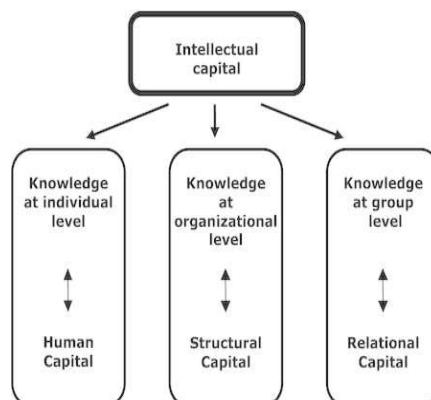 Intellectual
capital
Knowledge
at individual
level
Human
Capital
Knowledge
at
organizational
level
Structural
Capital
Knowledge
at group
level
Relational
Capital